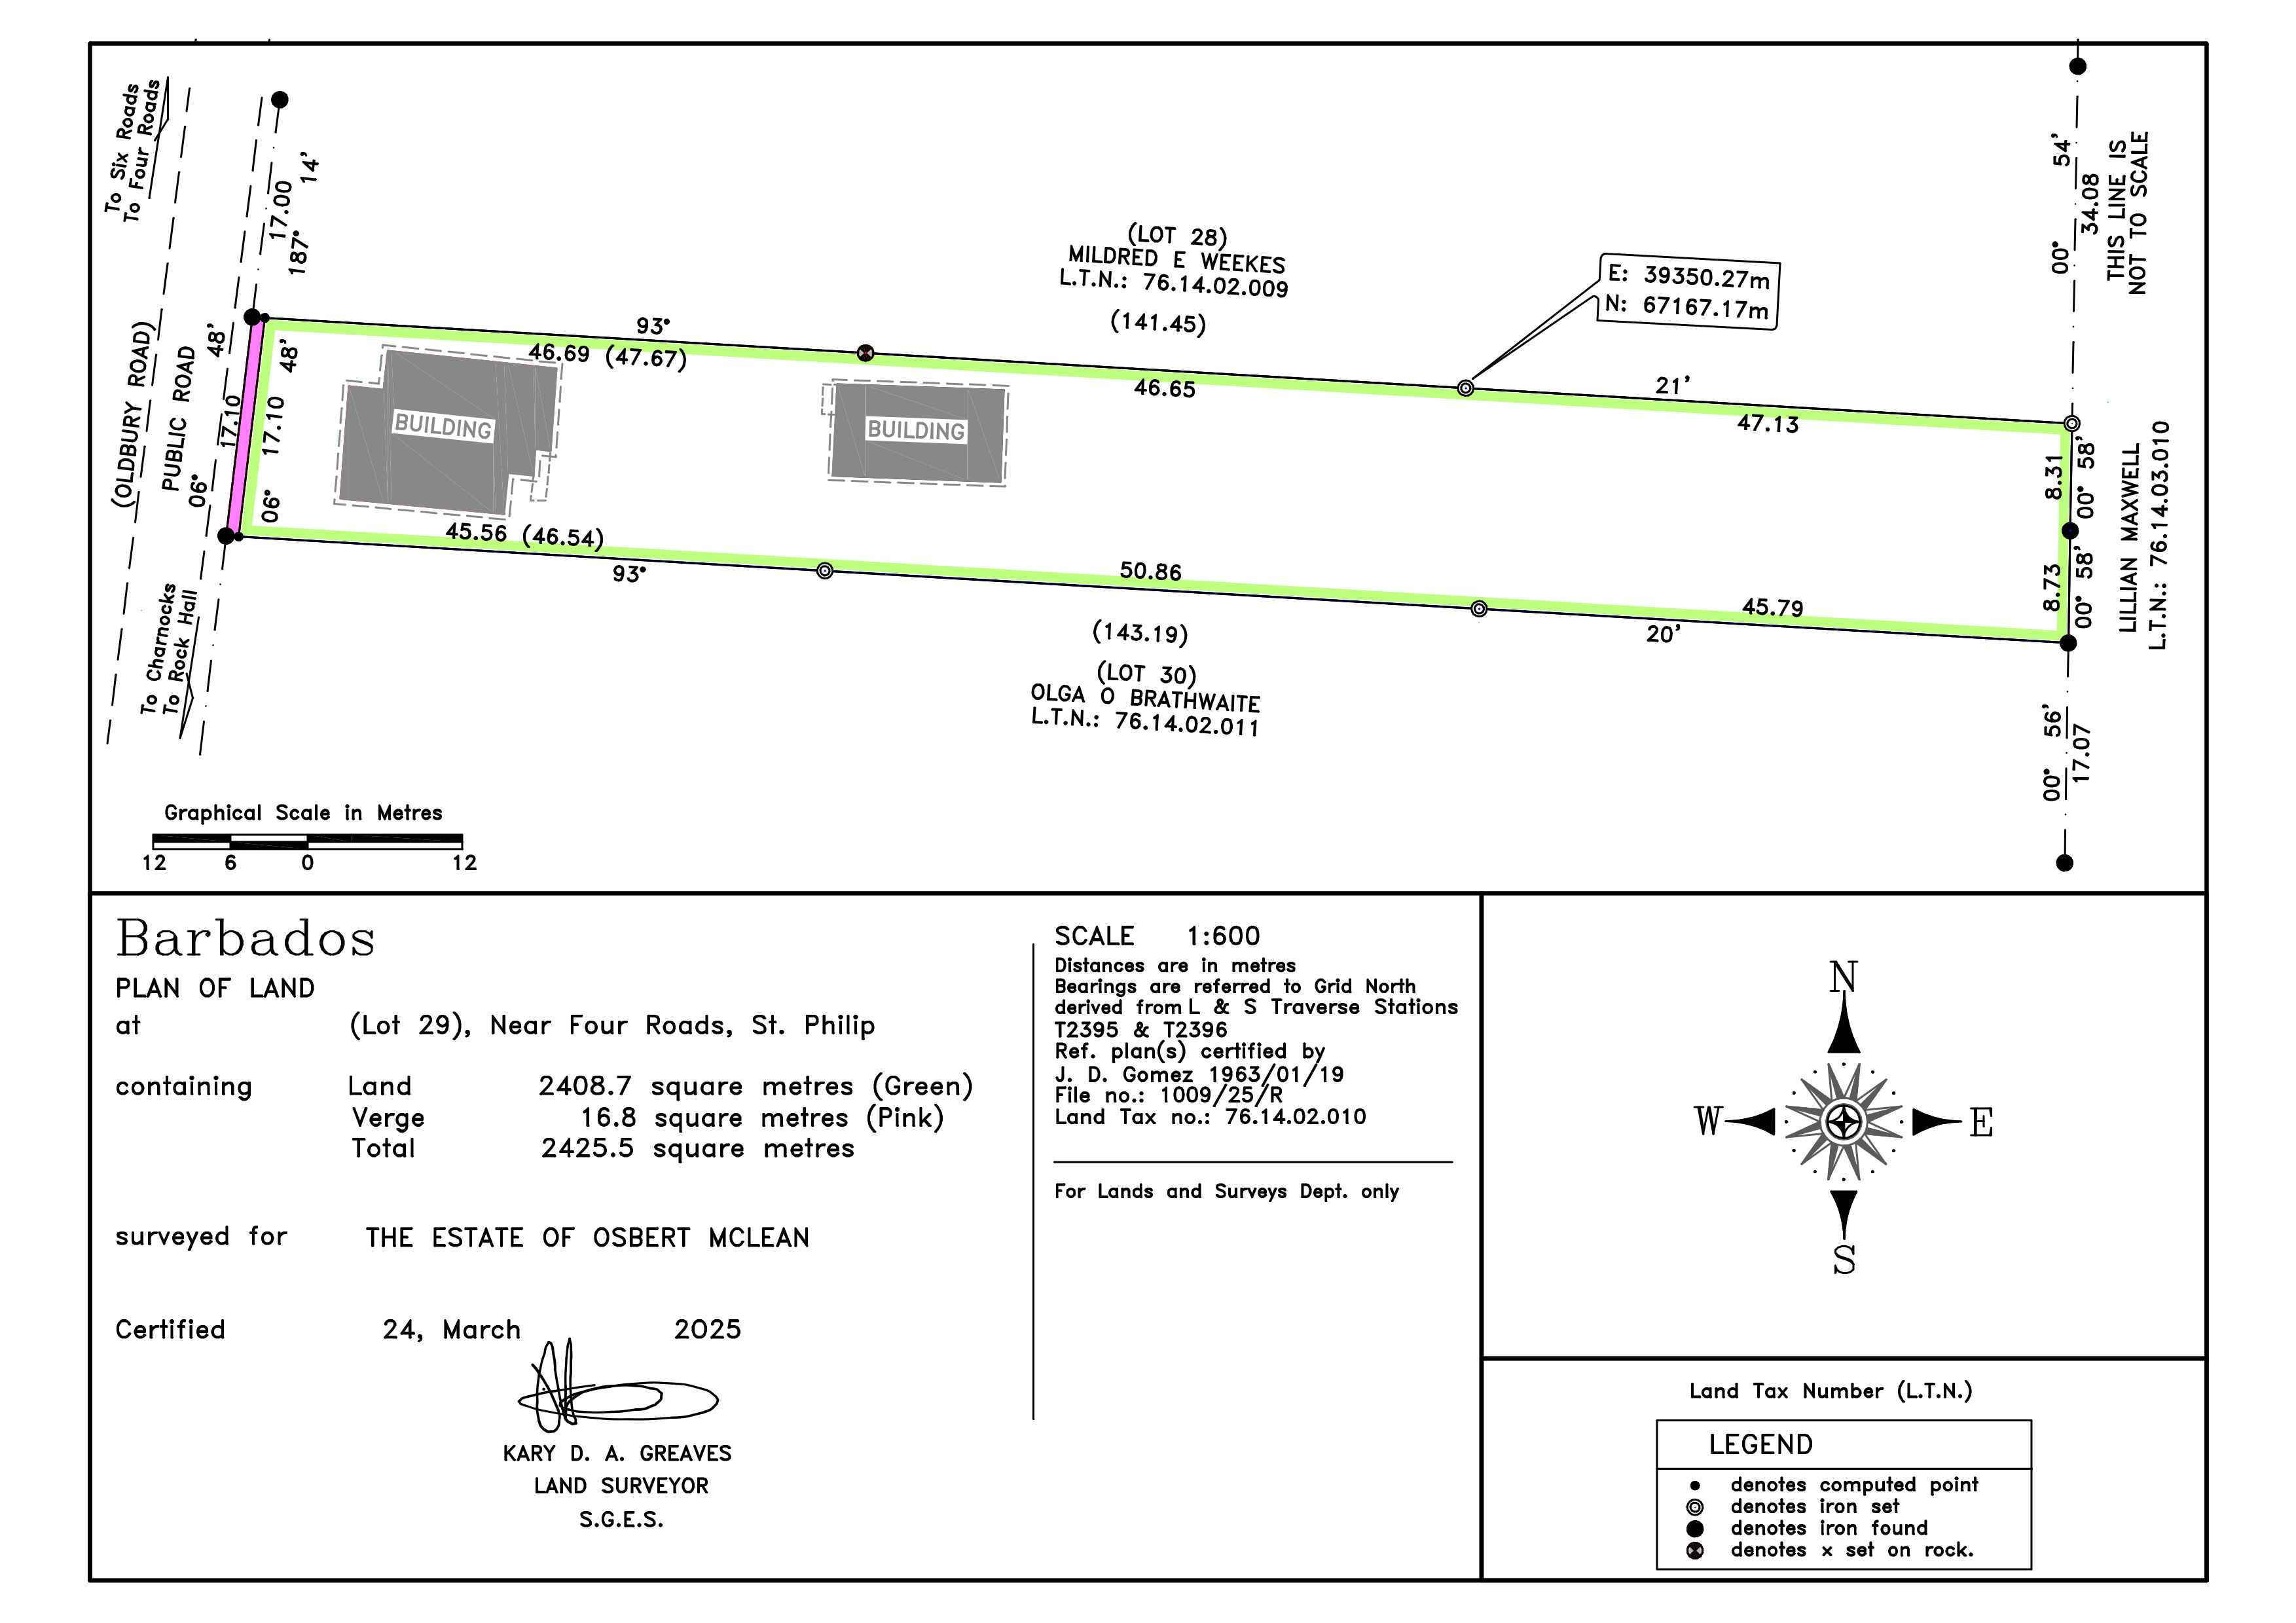 To Six Roads
To Four Roads
(OLDBURY ROAD)
PUBLIC ROAD
To Charnocks
To Rock Hall
187° 14'
17.00
06° 48'
17.10
06° 48'
17.10
93° 21'
46.69 (47.67)
46.65
47.13
(LOT 28)
MILDRED E WEEKES
L.T.N.: 76.14.02.009
(141.45)
E: 39350.27m
N: 67167.17m
00° 54'
34.08
THIS LINE IS
NOT TO SCALE
8.31
00° 58'
8.73
00° 58'
LILLIAN MAXWELL
L.T.N.: 76.14.03.010
00° 56'
17.07
BUILDING
BUILDING
45.56 (46.54)
50.86
45.79
93° 20'
(143.19)
(LOT 30)
OLGA O BRATHWAITE
L.T.N.: 76.14.02.011
Graphical Scale in Metres
12 6 0 12
Barbados
PLAN OF LAND
at (Lot 29), Near Four Roads, St. Philip
containing Land 2408.7 square metres (Green)
Verge 16.8 square metres (Pink)
Total 2425.5 square metres
surveyed for THE ESTATE OF OSBERT MCLEAN
Certified 24, March 2025
KARY D. A. GREAVES
LAND SURVEYOR
S.G.E.S.
SCALE 1:600
Distances are in metres
Bearings are referred to Grid North
derived from L & S Traverse Stations
T2395 & T2396
Ref. plan(s) certified by
J. D. Gomez 1963/01/19
File no.: 1009/25/R
Land Tax no.: 76.14.02.010
For Lands and Surveys Dept. only
N
W E
S
Land Tax Number (L.T.N.)
LEGEND
denotes computed point
denotes iron set
denotes iron found
denotes x set on rock.